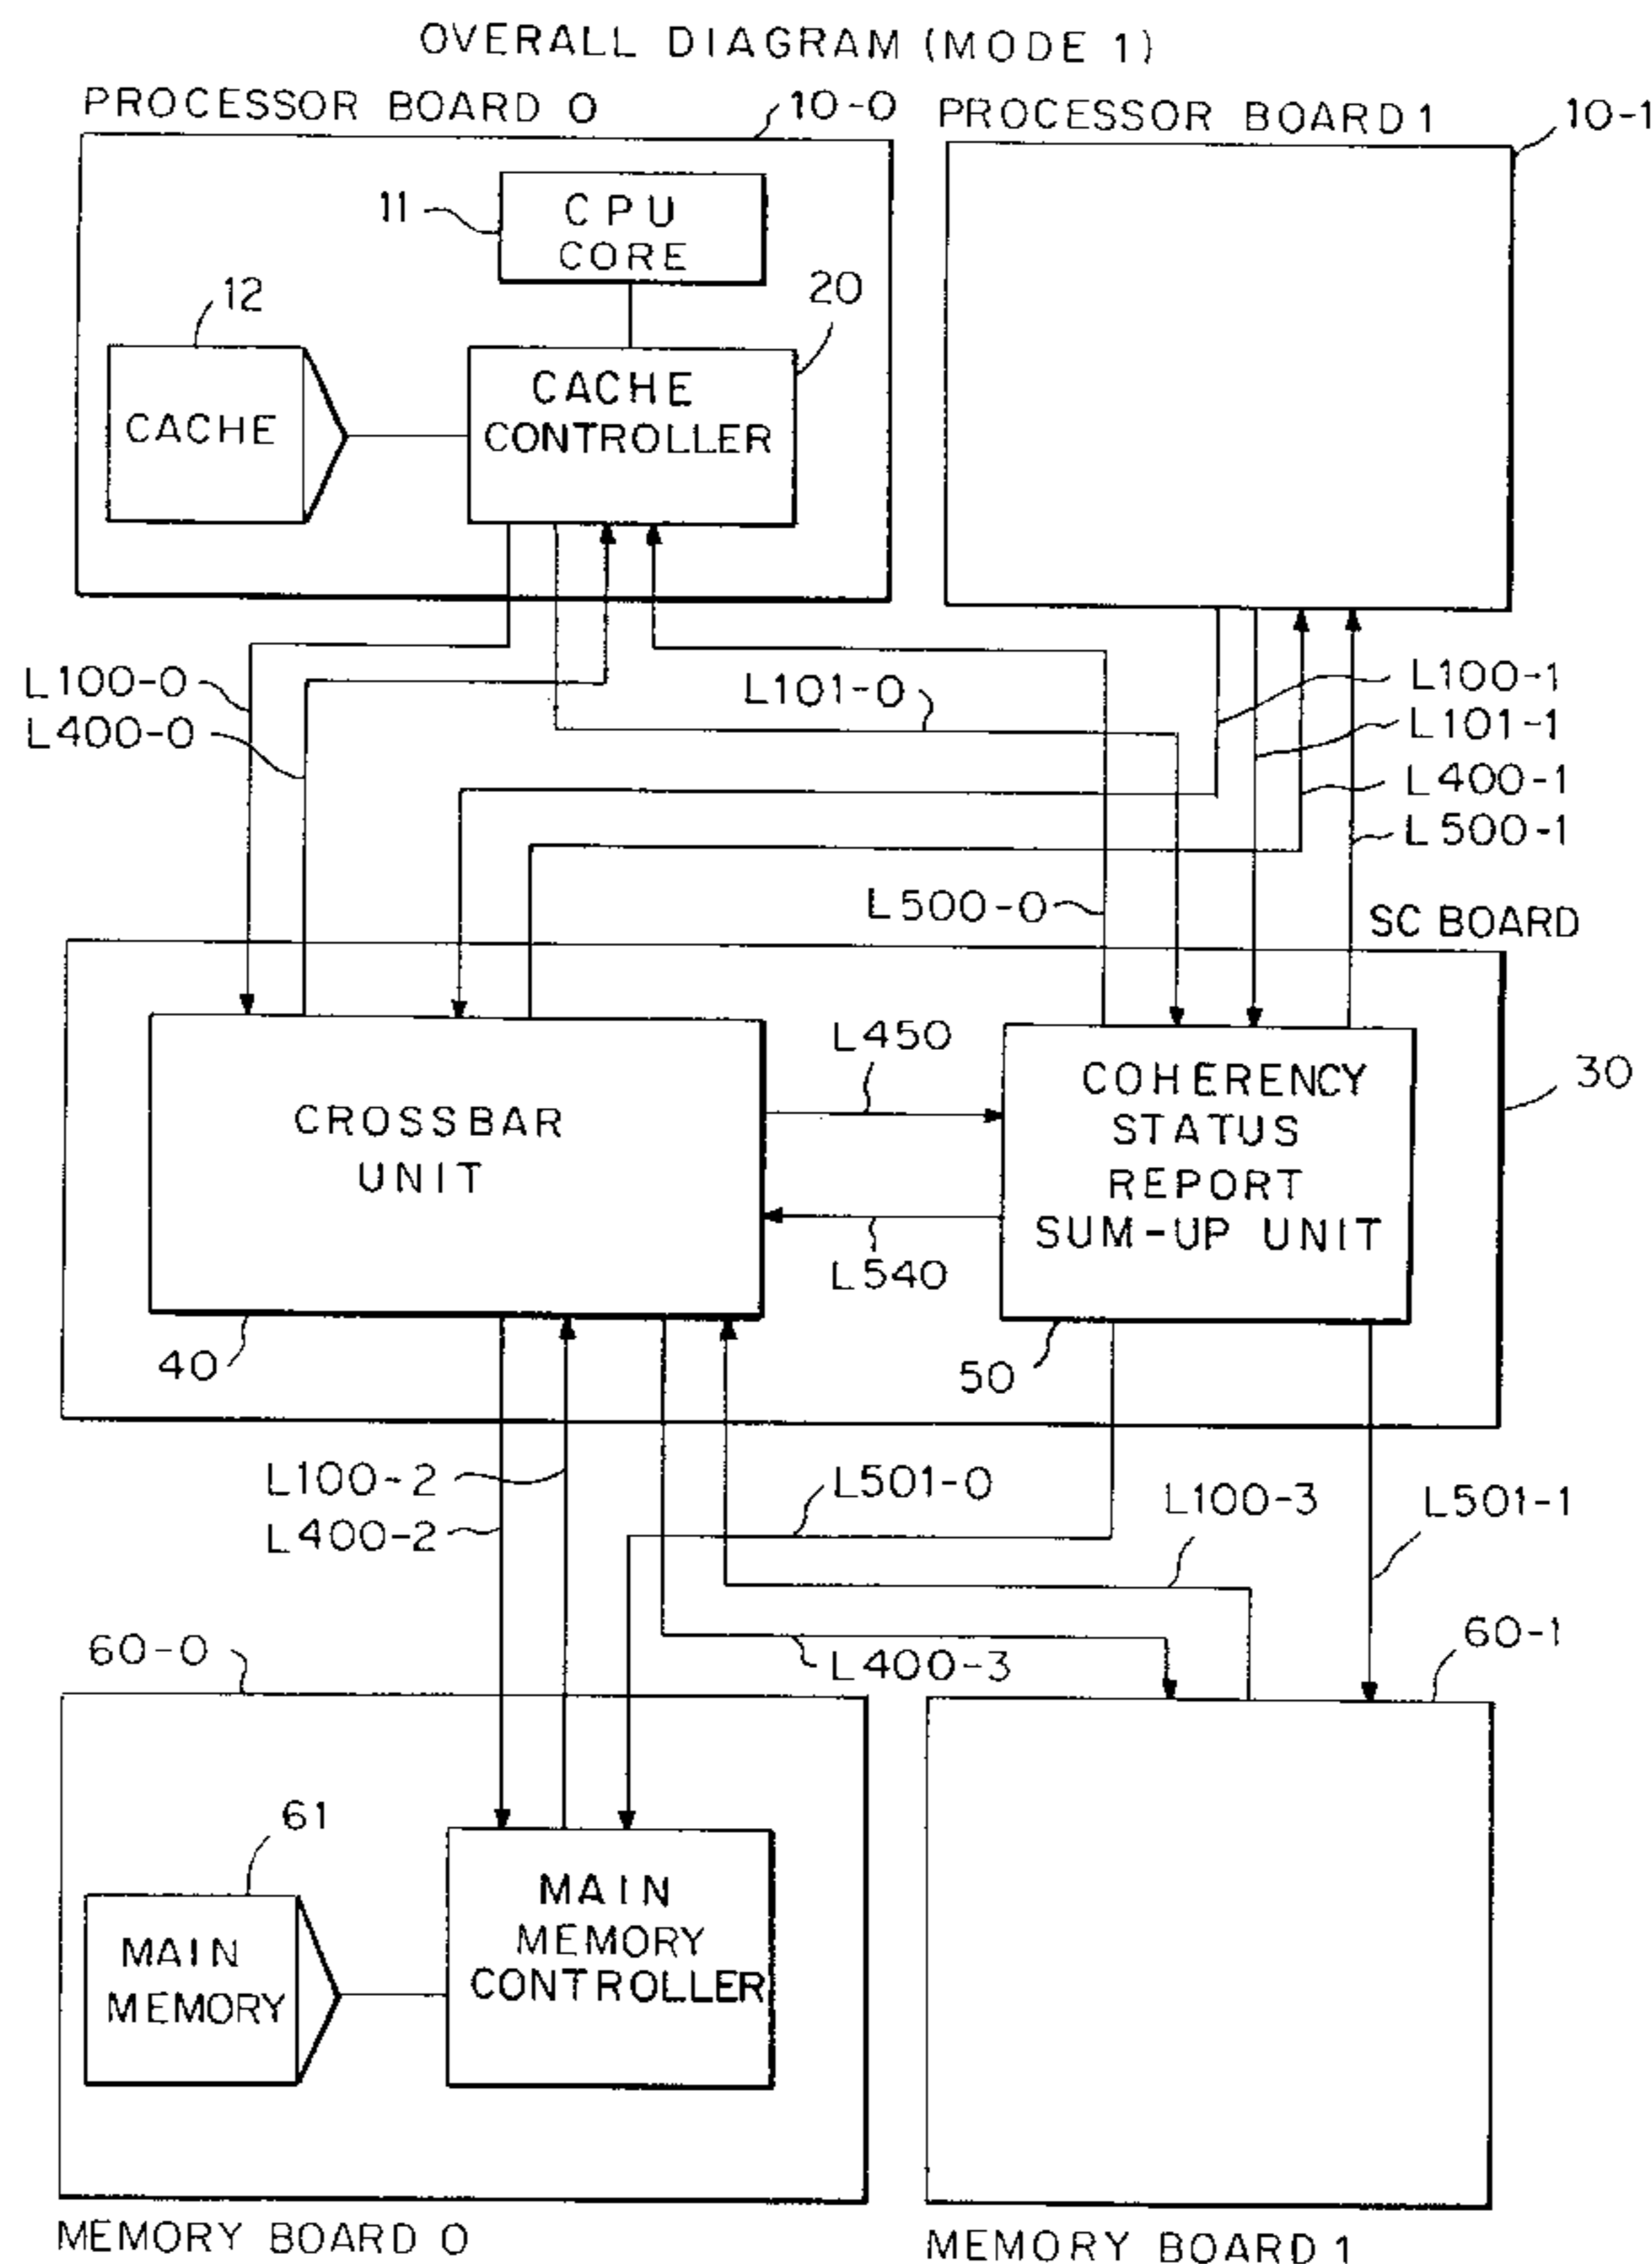 OVERALL DIAGRAM (MODE 1)
PROCESSOR BOARD 0
10-0
PROCESSOR BOARD 1
10-1
11
CPU
CORE
12
20
CACHE
CACHE
CONTROLLER
L100-0
L400-0
L101-0
L100-1
L101-1
L400-1
L500-1
L500-0
SC BOARD
L450
30
CROSSBAR
UNIT
COHERENCY
STATUS
REPORT
SUM-UP UNIT
L540
40
50
L100-2
L400-2
L501-0
L100-3
L501-1
60-0
L400-3
60-1
61
MAIN
MEMORY
MAIN
MEMORY
CONTROLLER
MEMORY BOARD 0
MEMORY BOARD 1